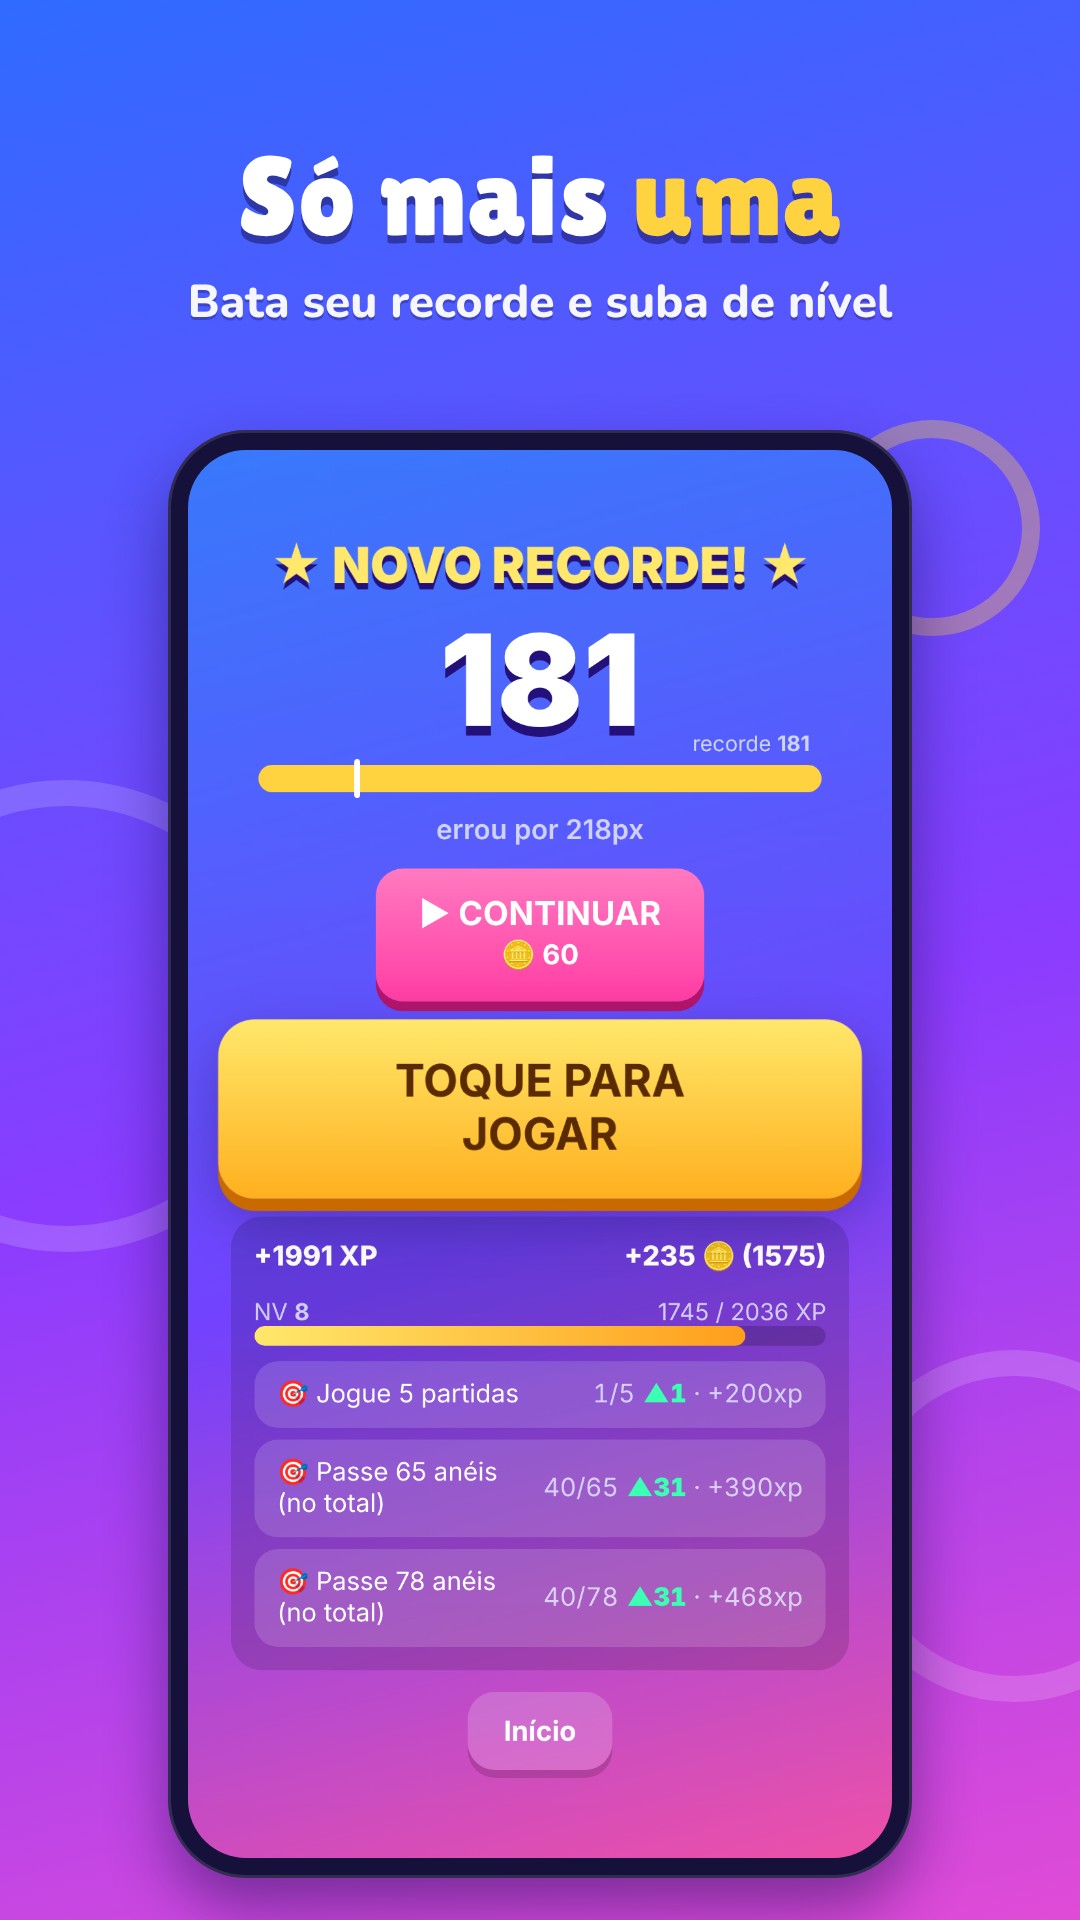 Só mais uma
Bata seu recorde e suba de nível
★ NOVO RECORDE! ★
181
recorde 181
errou por 218px
▶ CONTINUAR
🪙 60
TOQUE PARA
JOGAR
+1991 XP +235 🪙 (1575)
NV 8 1745 / 2036 XP
🎯 Jogue 5 partidas 1/5 ▲1 · +200xp
🎯 Passe 65 anéis
(no total) 40/65 ▲31 · +390xp
🎯 Passe 78 anéis
(no total) 40/78 ▲31 · +468xp
Início